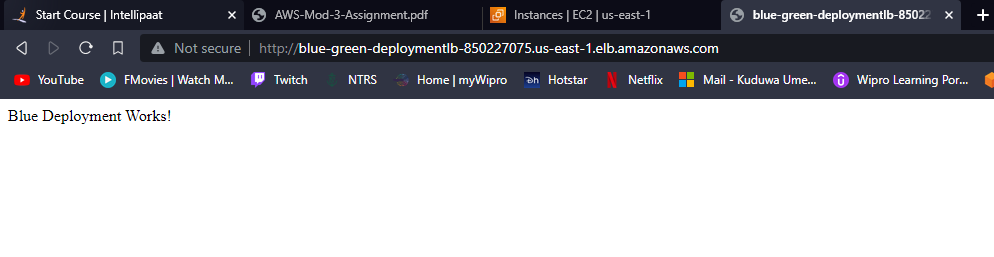 Start Course | Intellipaat
AWS-Mod-3-Assignment.pdf
Instances | EC2 | us-east-1
blue-green-deploymentlb-85022
Not secure | http://blue-green-deploymentlb-850227075.us-east-1.elb.amazonaws.com
YouTube
FMovies | Watch M...
Twitch
NTRS
Home | myWipro
Hotstar
Netflix
Mail - Kuduwa Ume...
Wipro Learning Por...
Blue Deployment Works!